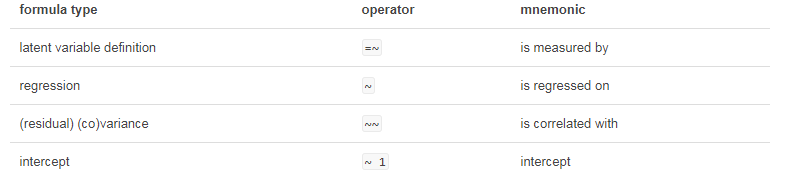 formula type operator mnemonic
latent variable definition =~ is measured by
regression ~ is regressed on
(residual) (co)variance ~~ is correlated with
intercept ~ 1 intercept